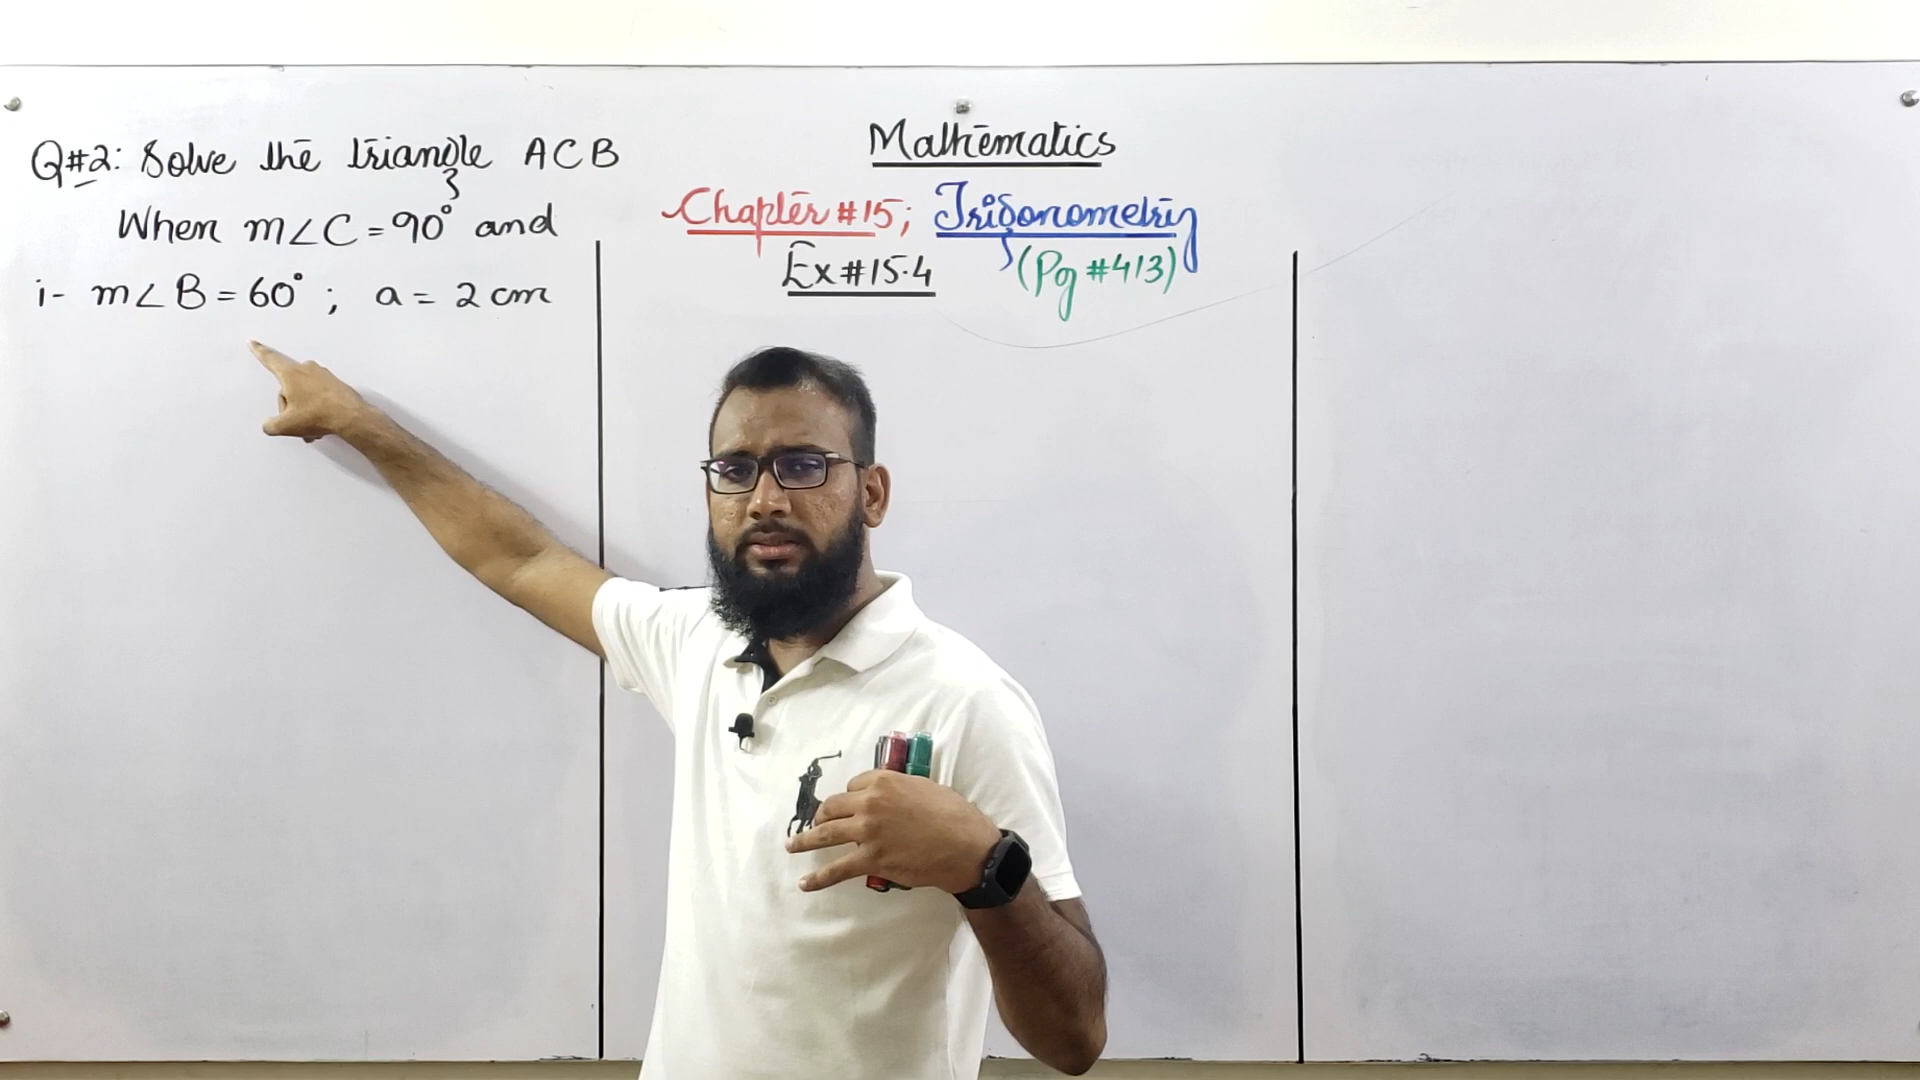 Q#2: Solve the triangle ACB
When m∠C = 90° and
i- m∠B = 60° ; a = 2 cm
Mathematics
Chapter #15; Trigonometry
Ex#15.4 (Pg #413)